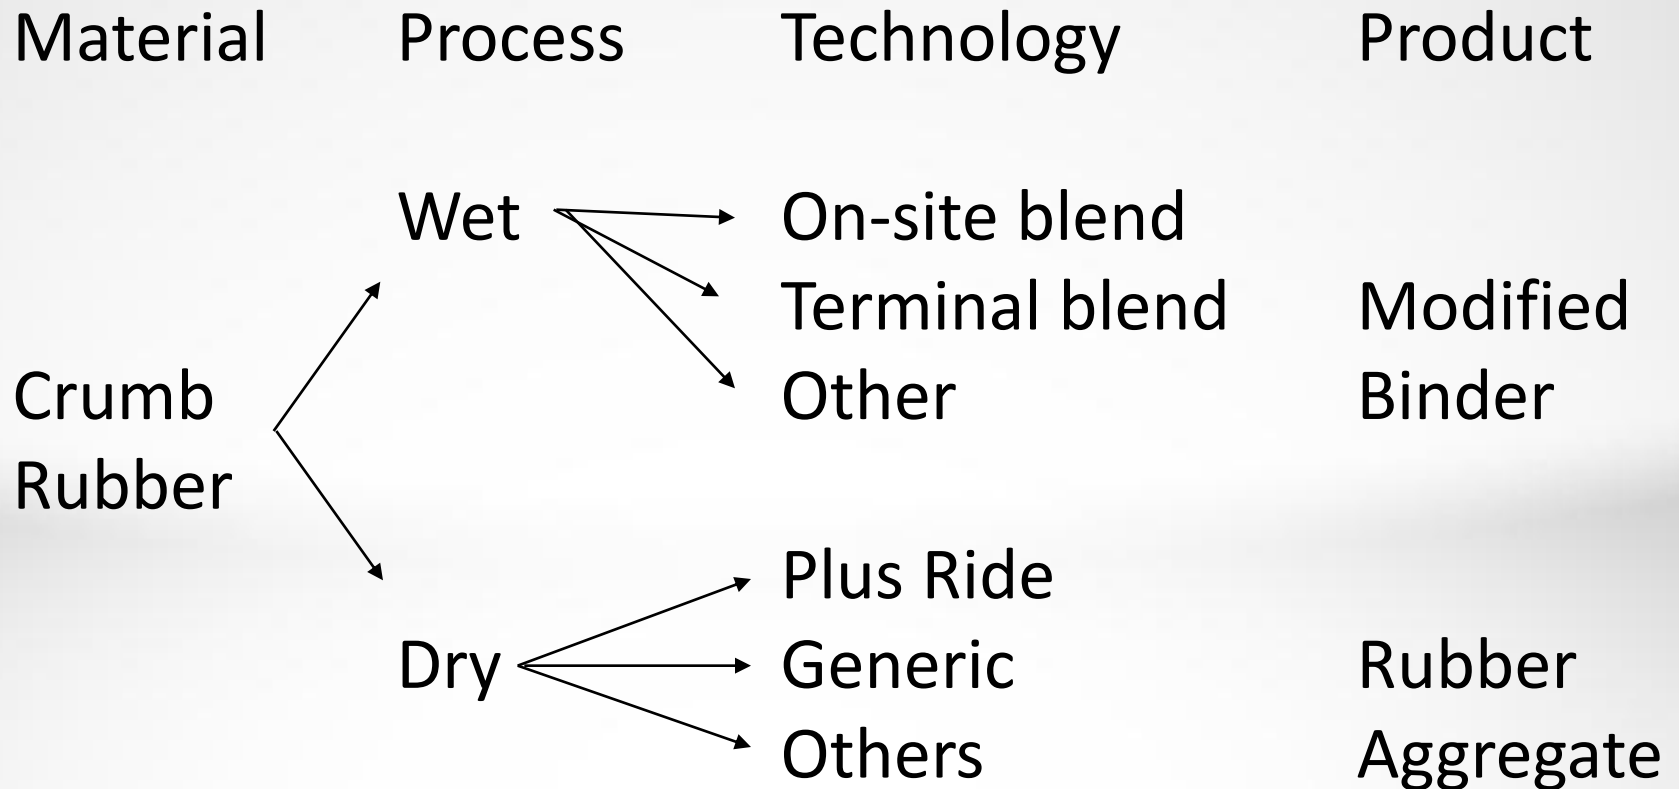 Material Process Technology Product
Wet On-site blend
Terminal blend Modified
Crumb Other Binder
Rubber
Plus Ride
Dry Generic Rubber
Others Aggregate